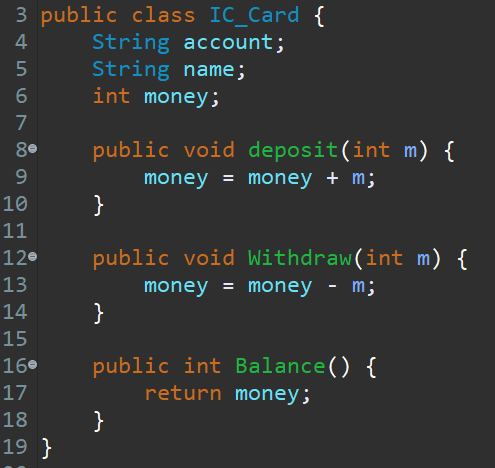 3 public class IC_Card {
4     String account;
5     String name;
6     int money;
7
8     public void deposit(int m) {
9         money = money + m;
10     }
11
12     public void Withdraw(int m) {
13         money = money - m;
14     }
15
16     public int Balance() {
17         return money;
18     }
19 }